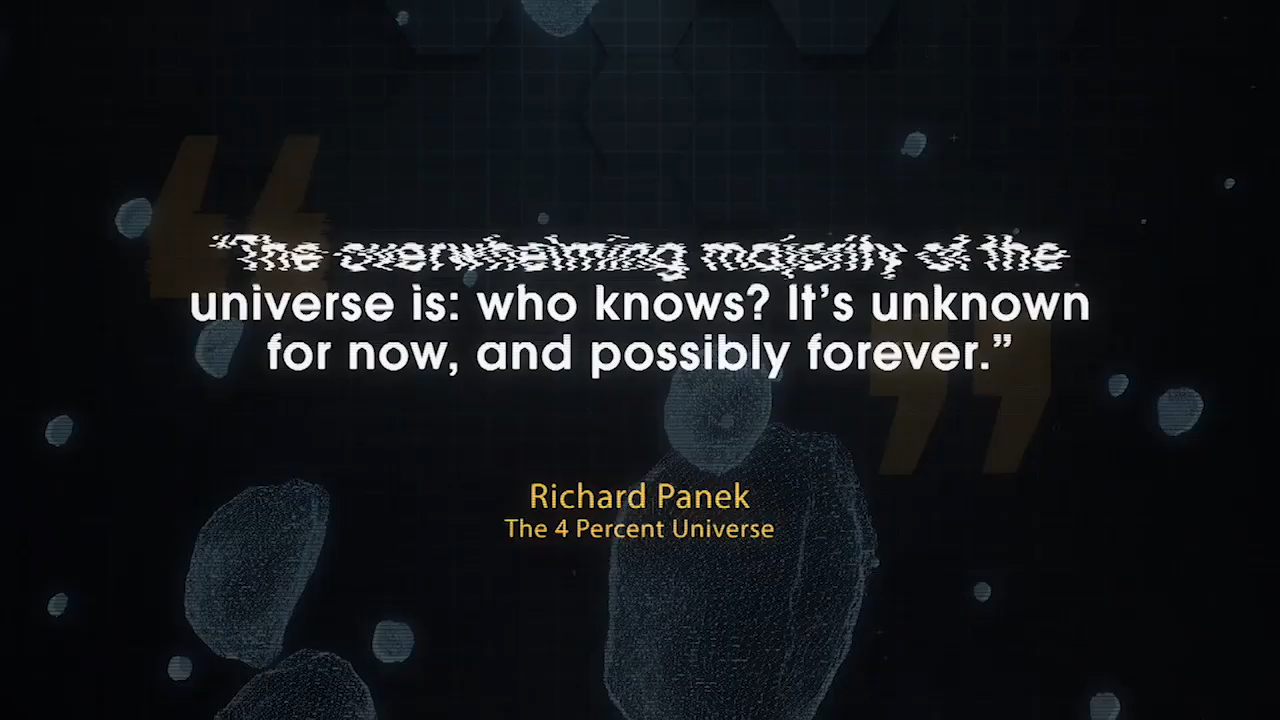 “The overwhelming majority of the
universe is: who knows? It’s unknown
for now, and possibly forever.”
Richard Panek
The 4 Percent Universe